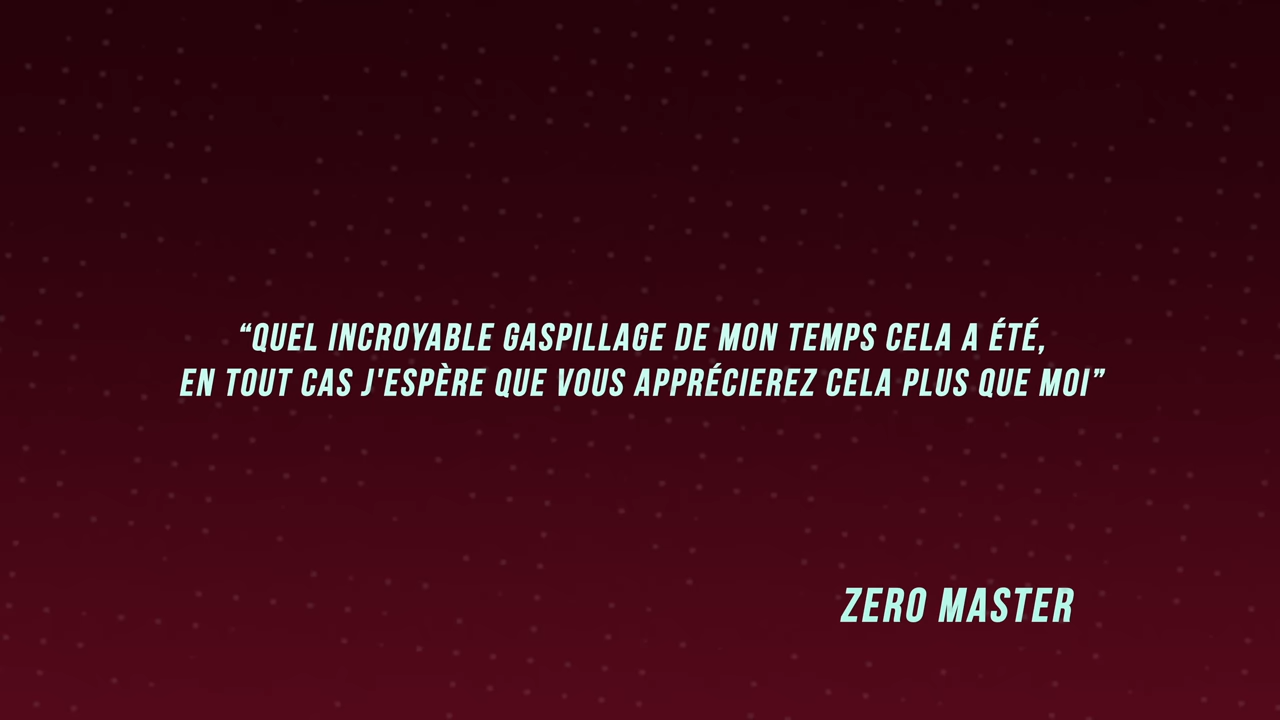 “QUEL INCROYABLE GASPILLAGE DE MON TEMPS CELA A ÉTÉ,
EN TOUT CAS J'ESPÈRE QUE VOUS APPRÉCIEREZ CELA PLUS QUE MOI”
ZERO MASTER